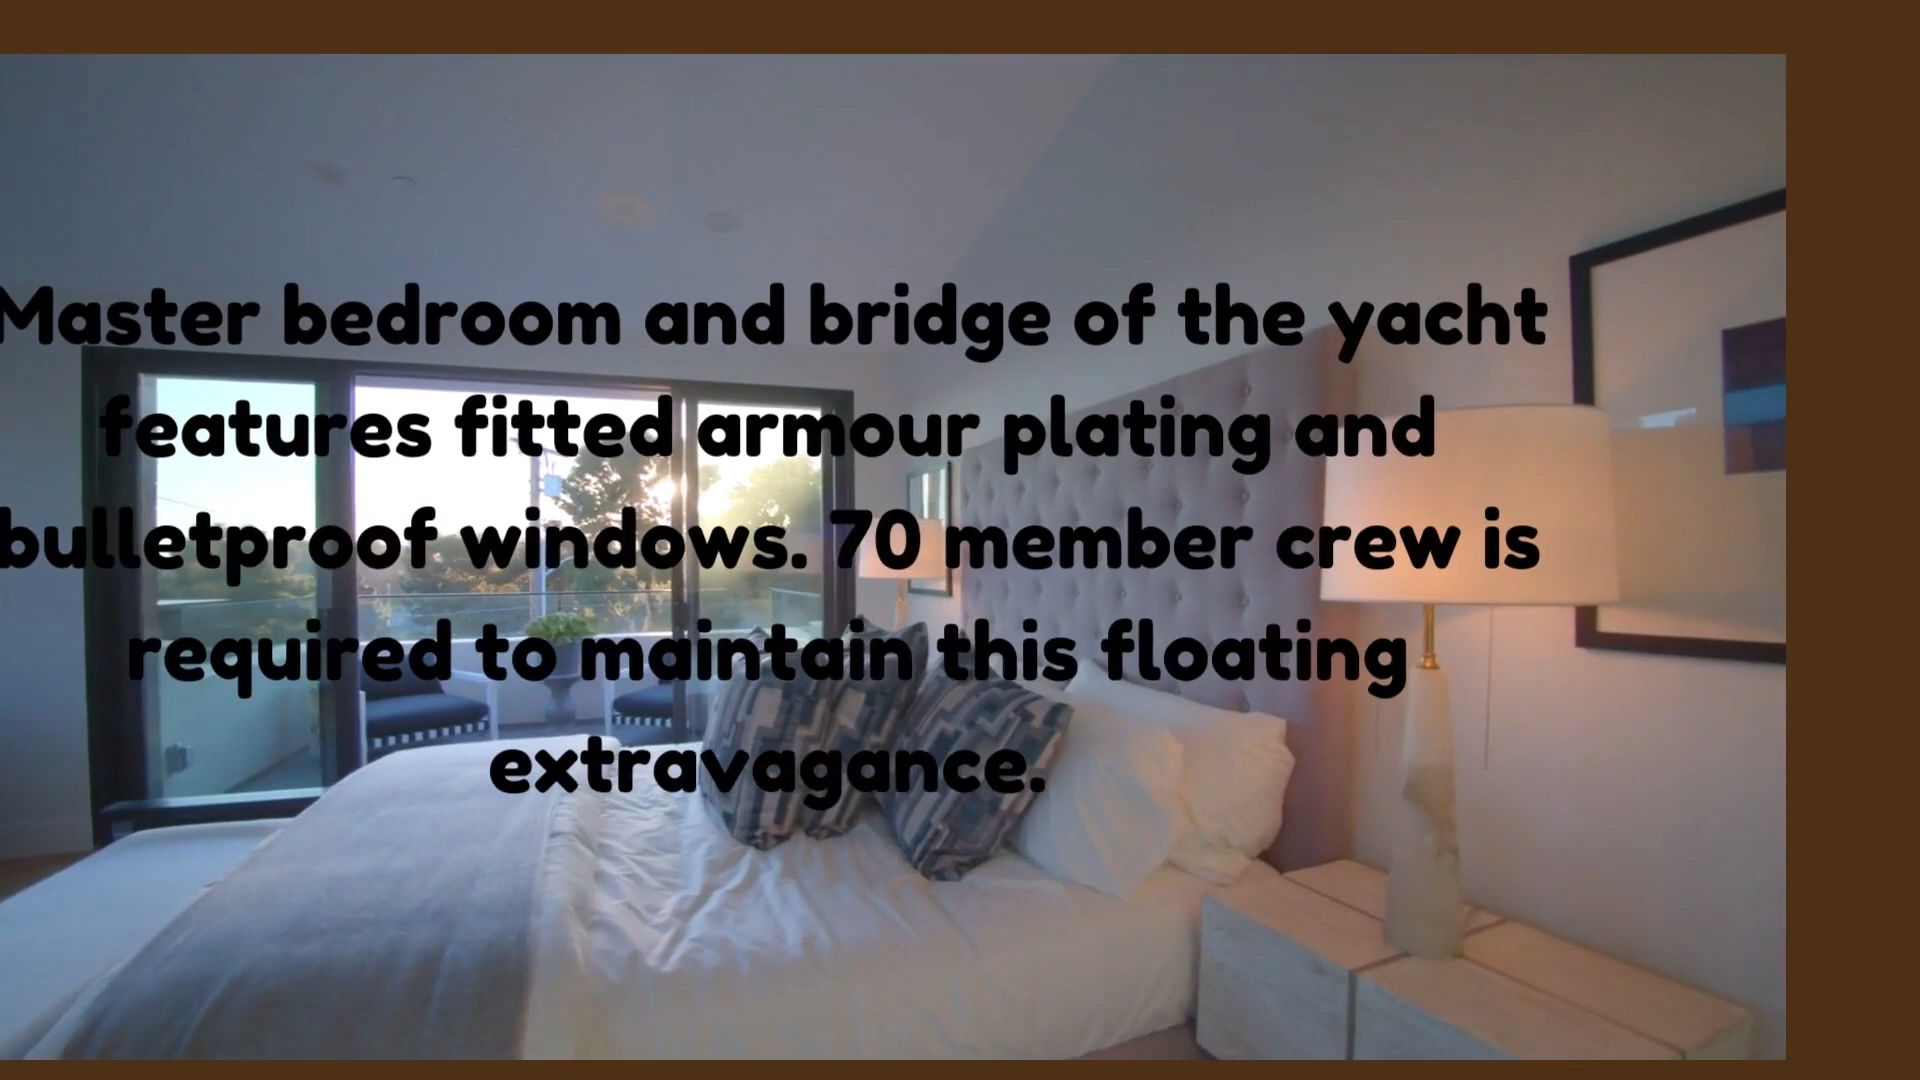 Master bedroom and bridge of the yacht
features fitted armour plating and
bulletproof windows. 70 member crew is
required to maintain this floating
extravagance.